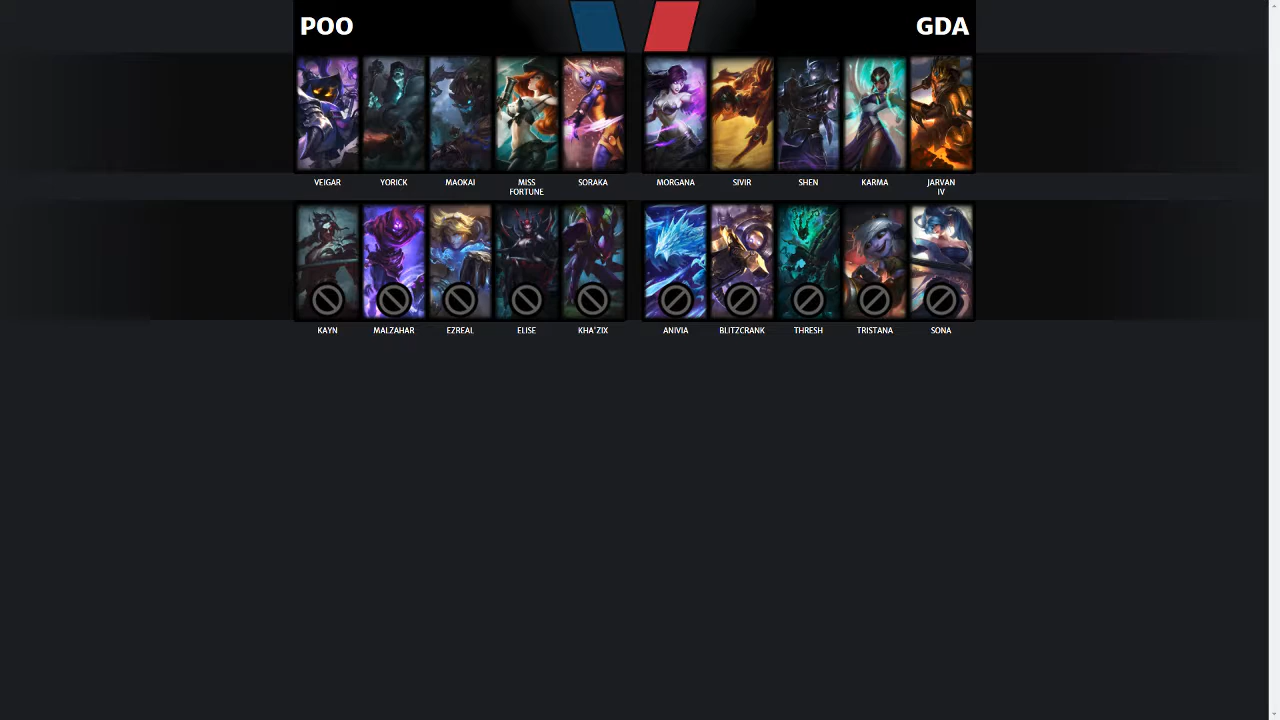 POO
GDA
VEIGAR
YORICK
MAOKAI
MISS
FORTUNE
SORAKA
MORGANA
SIVIR
SHEN
KARMA
JARVAN
IV
KAYN
MALZAHAR
EZREAL
ELISE
KHA'ZIX
ANIVIA
BLITZCRANK
THRESH
TRISTANA
SONA